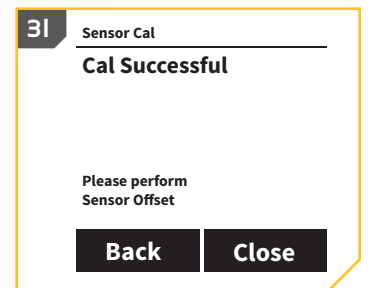 31
Sensor Cal
Cal Successful
Please perform
Sensor Offset
Back Close